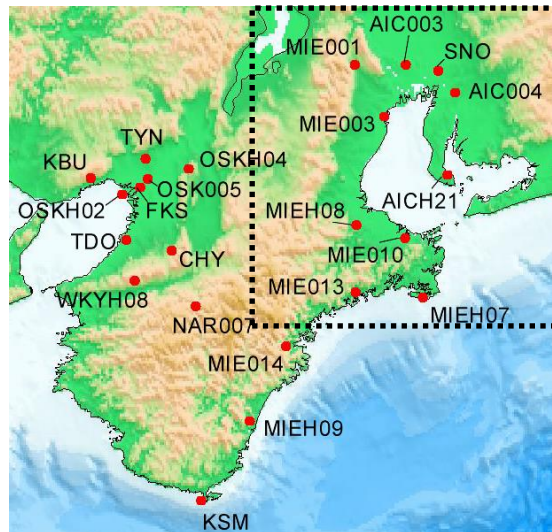 AIC003
MIE001
SNO
AIC004
MIE003
TYN
OSKH04
KBU
OSK005
AICH21
OSKH02
FKS
MIEH08
TDO
CHY
MIE010
WKYH08
MIE013
NAR007
MIEH07
MIE014
MIEH09
KSM